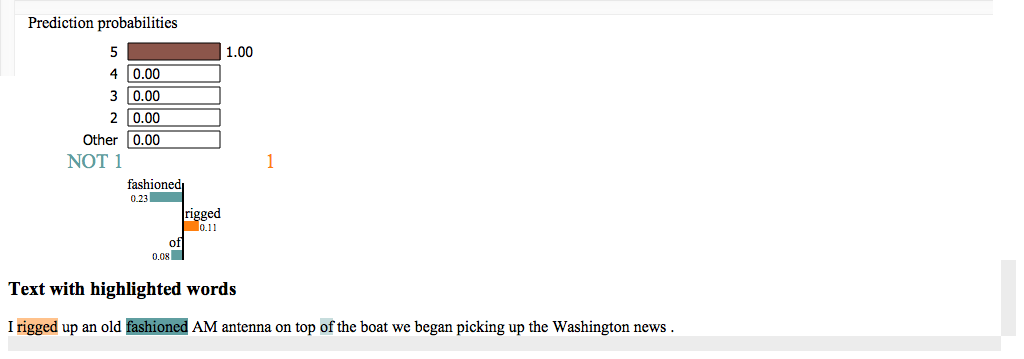 Prediction probabilities
5 1.00
4 0.00
3 0.00
2 0.00
Other 0.00
NOT 1 1
fashioned
0.23
rigged
0.11
of
0.08
Text with highlighted words
I rigged up an old fashioned AM antenna on top of the boat we began picking up the Washington news .